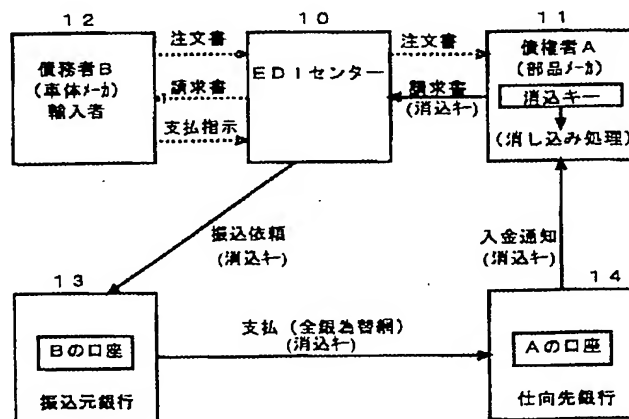 12
10
11
債務者B
(車体メーカ)
輸入者
注文書
請求書
支払指示
EDIセンター
注文書
請求書
(消込キー)
債権者A
(部品メーカ)
消込キー
(消し込み処理)
振込依頼
(消込キー)
入金通知
(消込キー)
13
Bの口座
振込元銀行
支払(全銀為替網)
(消込キー)
14
Aの口座
仕向先銀行